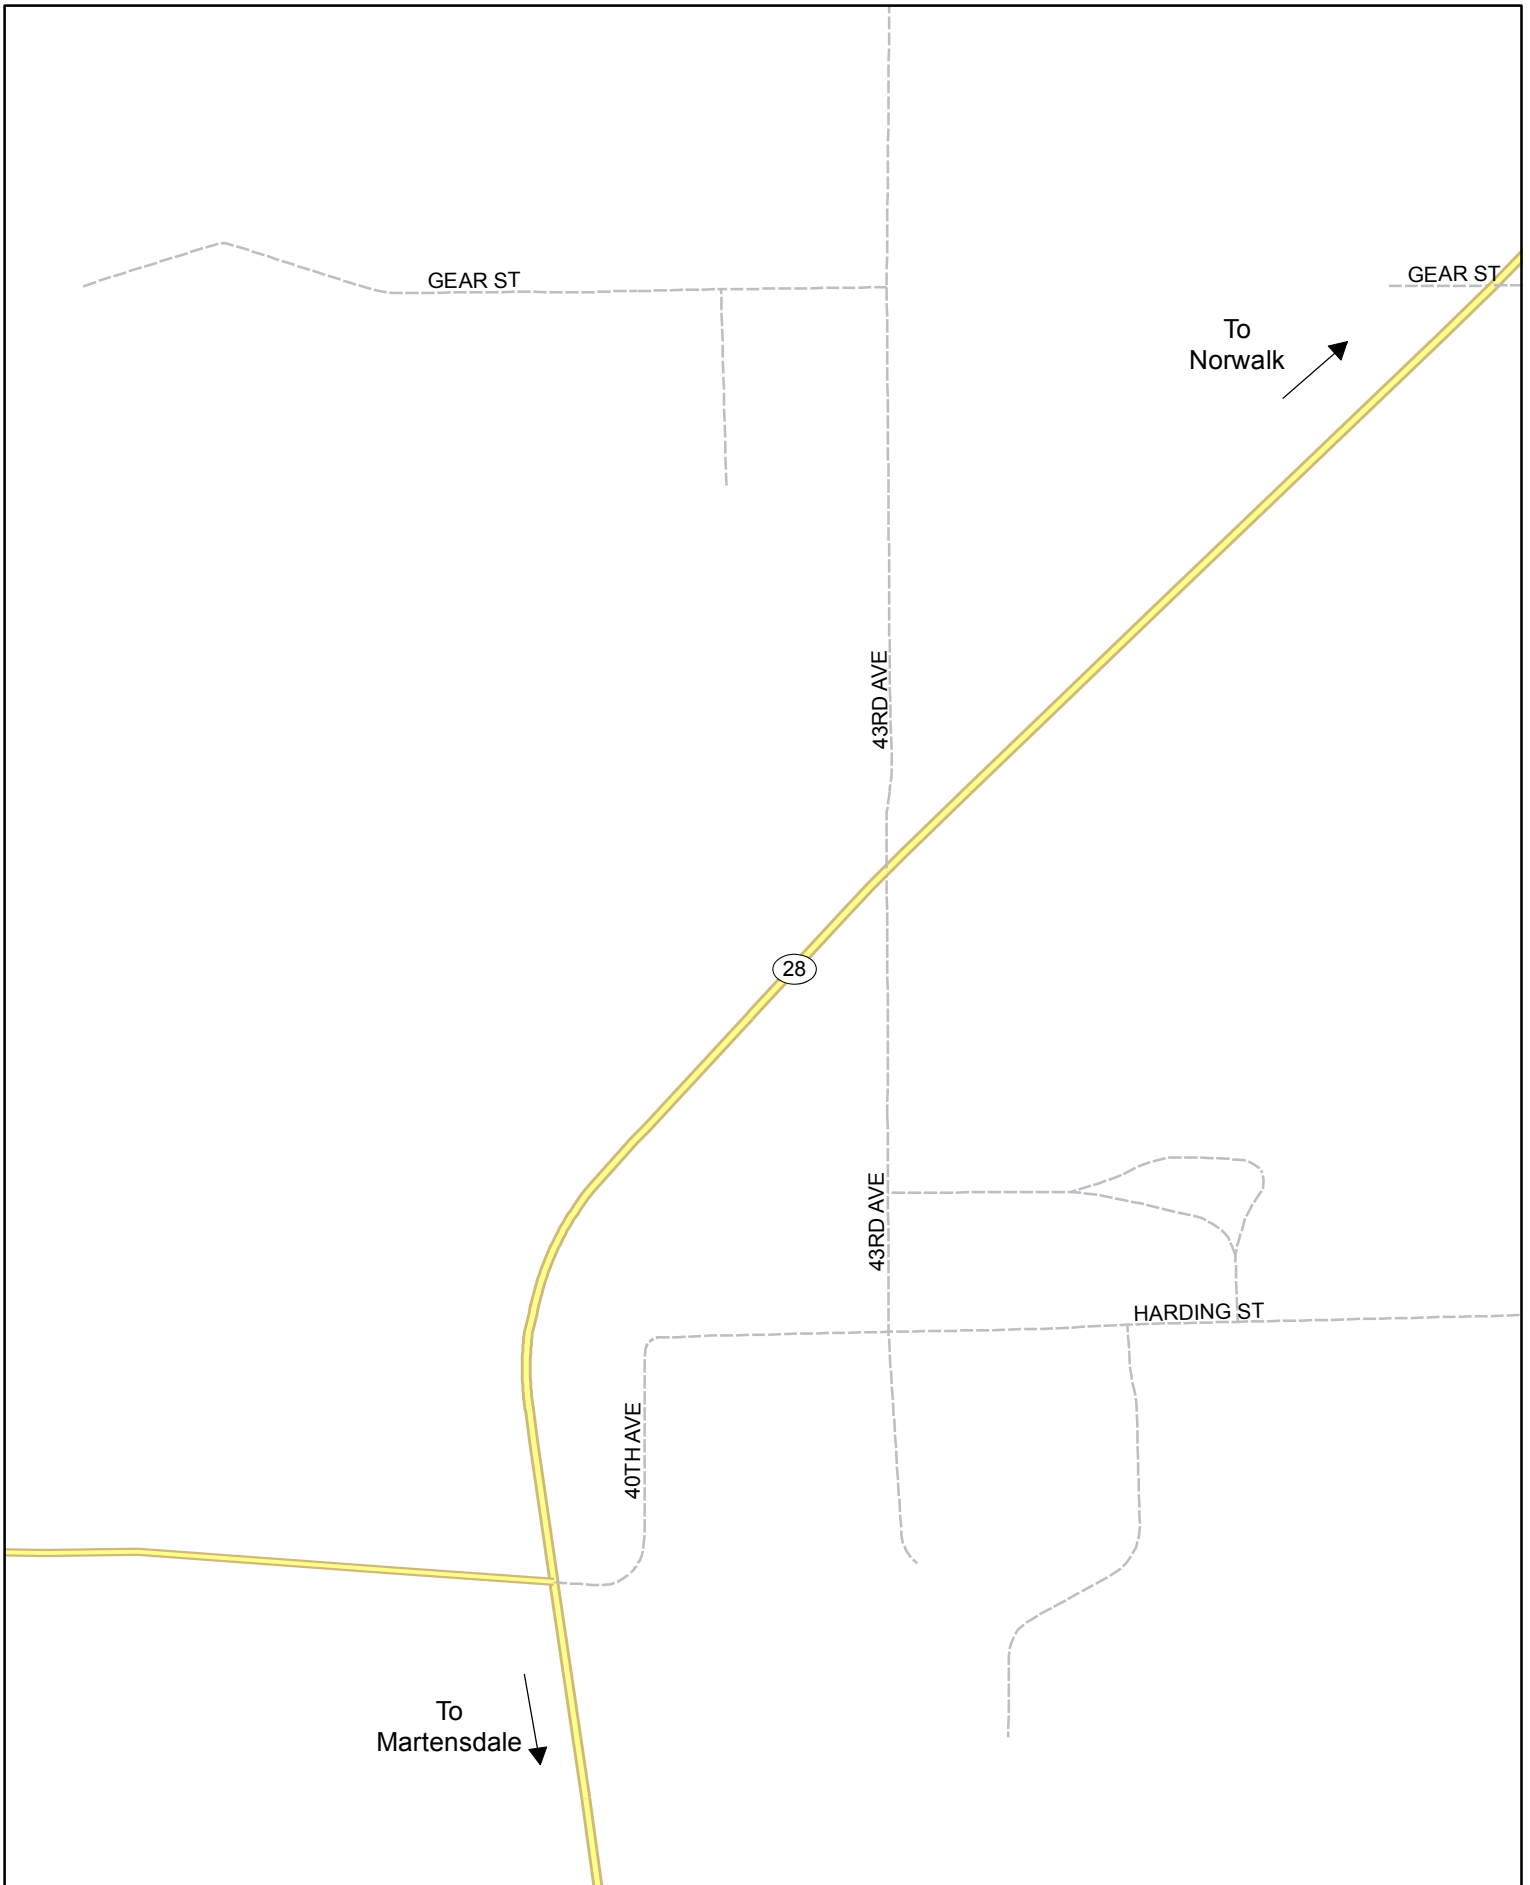 GEAR ST
GEAR ST
To
Norwalk
43RD AVE
28
43RD AVE
HARDING ST
40TH AVE
To
Martensdale